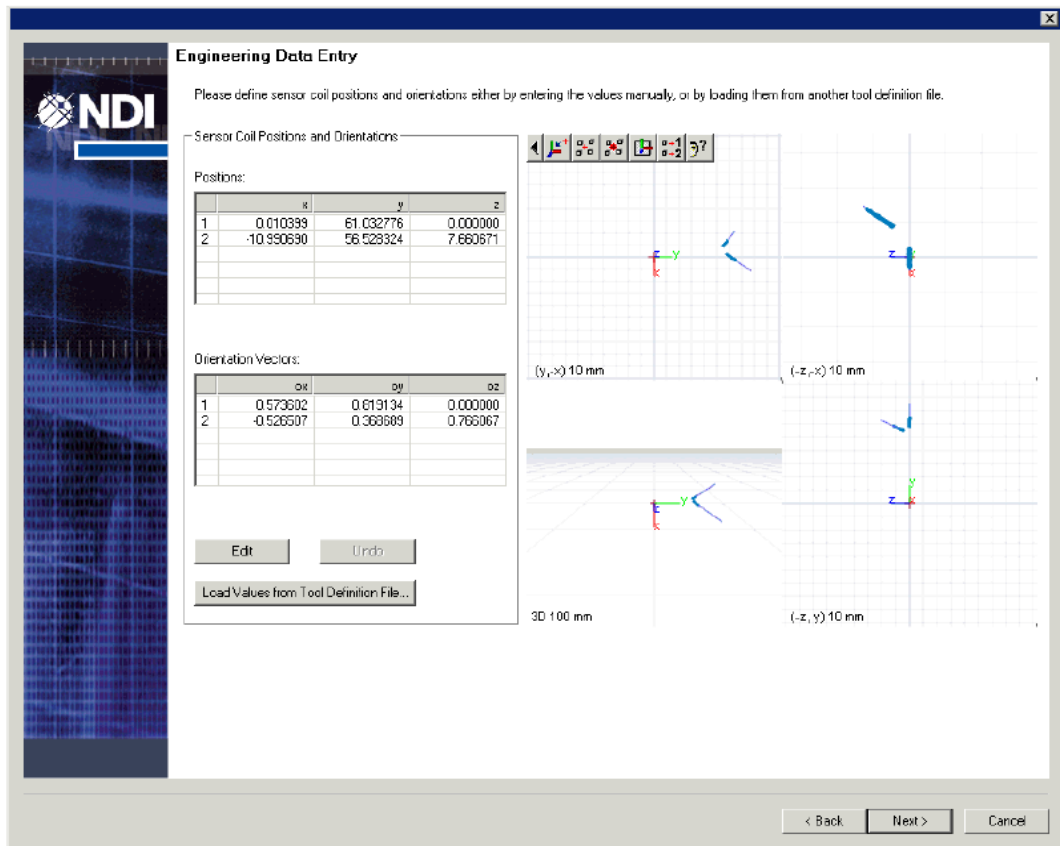 Engineering Data Entry
Please define sensor coil positions and orientations either by entering the values manually, or by loading them from another tool definition file.
NDI
Sensor Coil Positions and Orientations
Positions:
x y z
1 0.010399 61.032776 0.000000
2 -10.990690 56.528324 7.660671
Orientation Vectors:
ox oy oz
1 0.573602 0.819134 0.000000
2 -0.526507 0.368689 0.766067
Edit Undo
Load Values from Tool Definition File...
z y x
(y,-x) 10 mm
z x
(-z,-x) 10 mm
y z x
3D 100 mm
y z x
(-z, y) 10 mm
< Back Next > Cancel